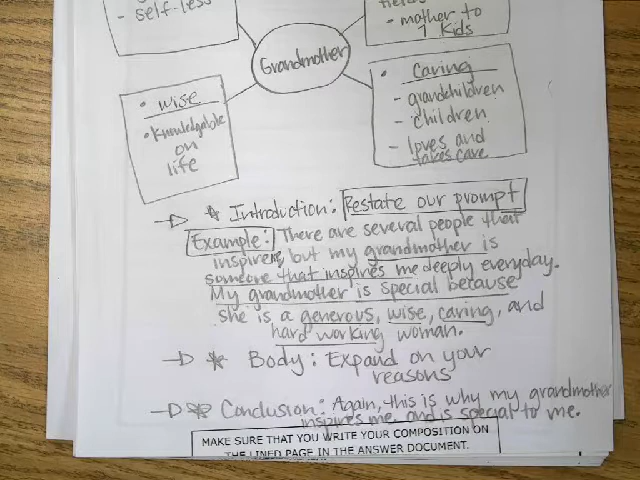 - self-less
- mother to
7 kids
Grandmother
• wise
• Knowledgable
on
life
• Caring
- grandchildren
- children
- loves and
takes care
* Introduction: Restate our prompt
Example: There are several people that
inspire me, but my grandmother is
someone that inspires me deeply everyday.
My grandmother is special because
she is a generous, wise, caring, and
hard working woman.
* Body: Expand on your
reasons
* Conclusion: Again, this is why my grandmother
inspires me and is special to me.
MAKE SURE THAT YOU WRITE YOUR COMPOSITION ON
THE LINED PAGE IN THE ANSWER DOCUMENT.